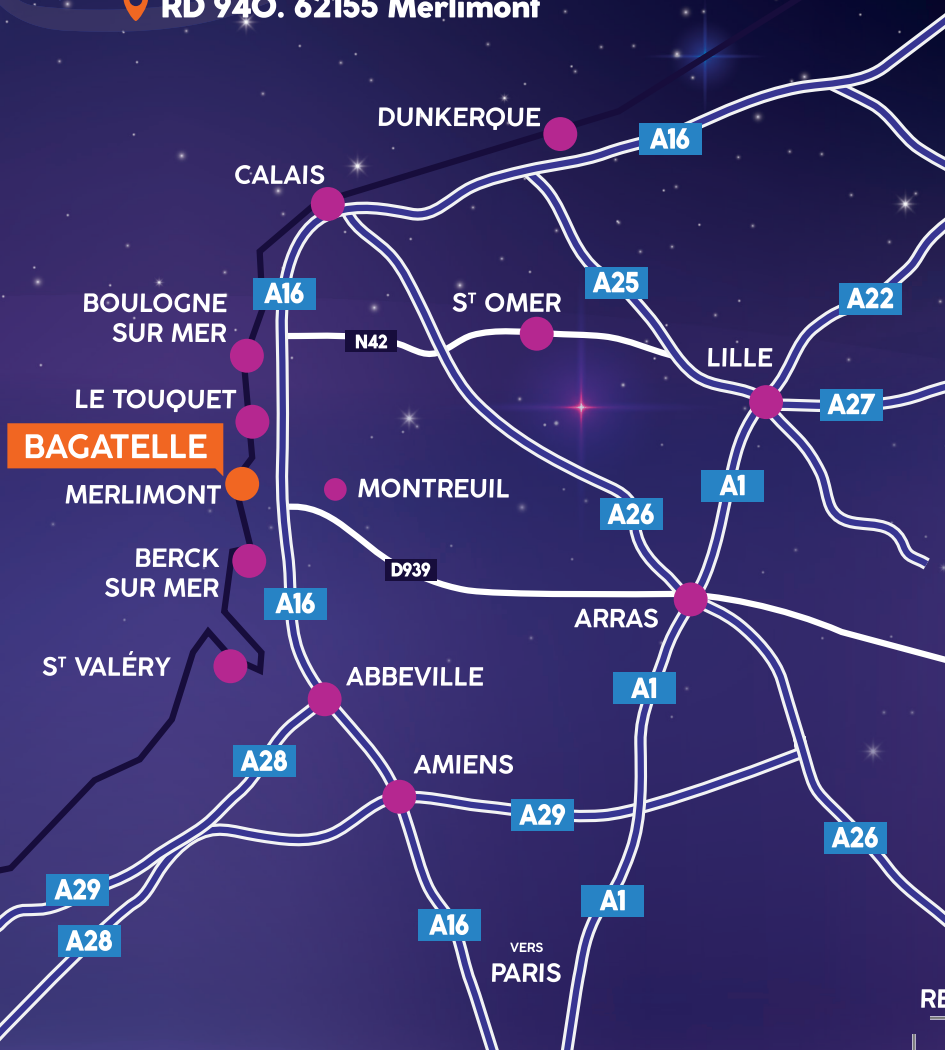 RD 940. 62155 Merlimont
DUNKERQUE
A16
CALAIS
A25
A16
A22
BOULOGNE
SUR MER
ST OMER
N42
LILLE
LE TOUQUET
A27
BAGATELLE
MERLIMONT
MONTREUIL
A1
A26
BERCK
SUR MER
D939
A16
ARRAS
ST VALÉRY
ABBEVILLE
A1
A28
AMIENS
A29
A26
A29
A1
A28
A16
VERS
PARIS
RE